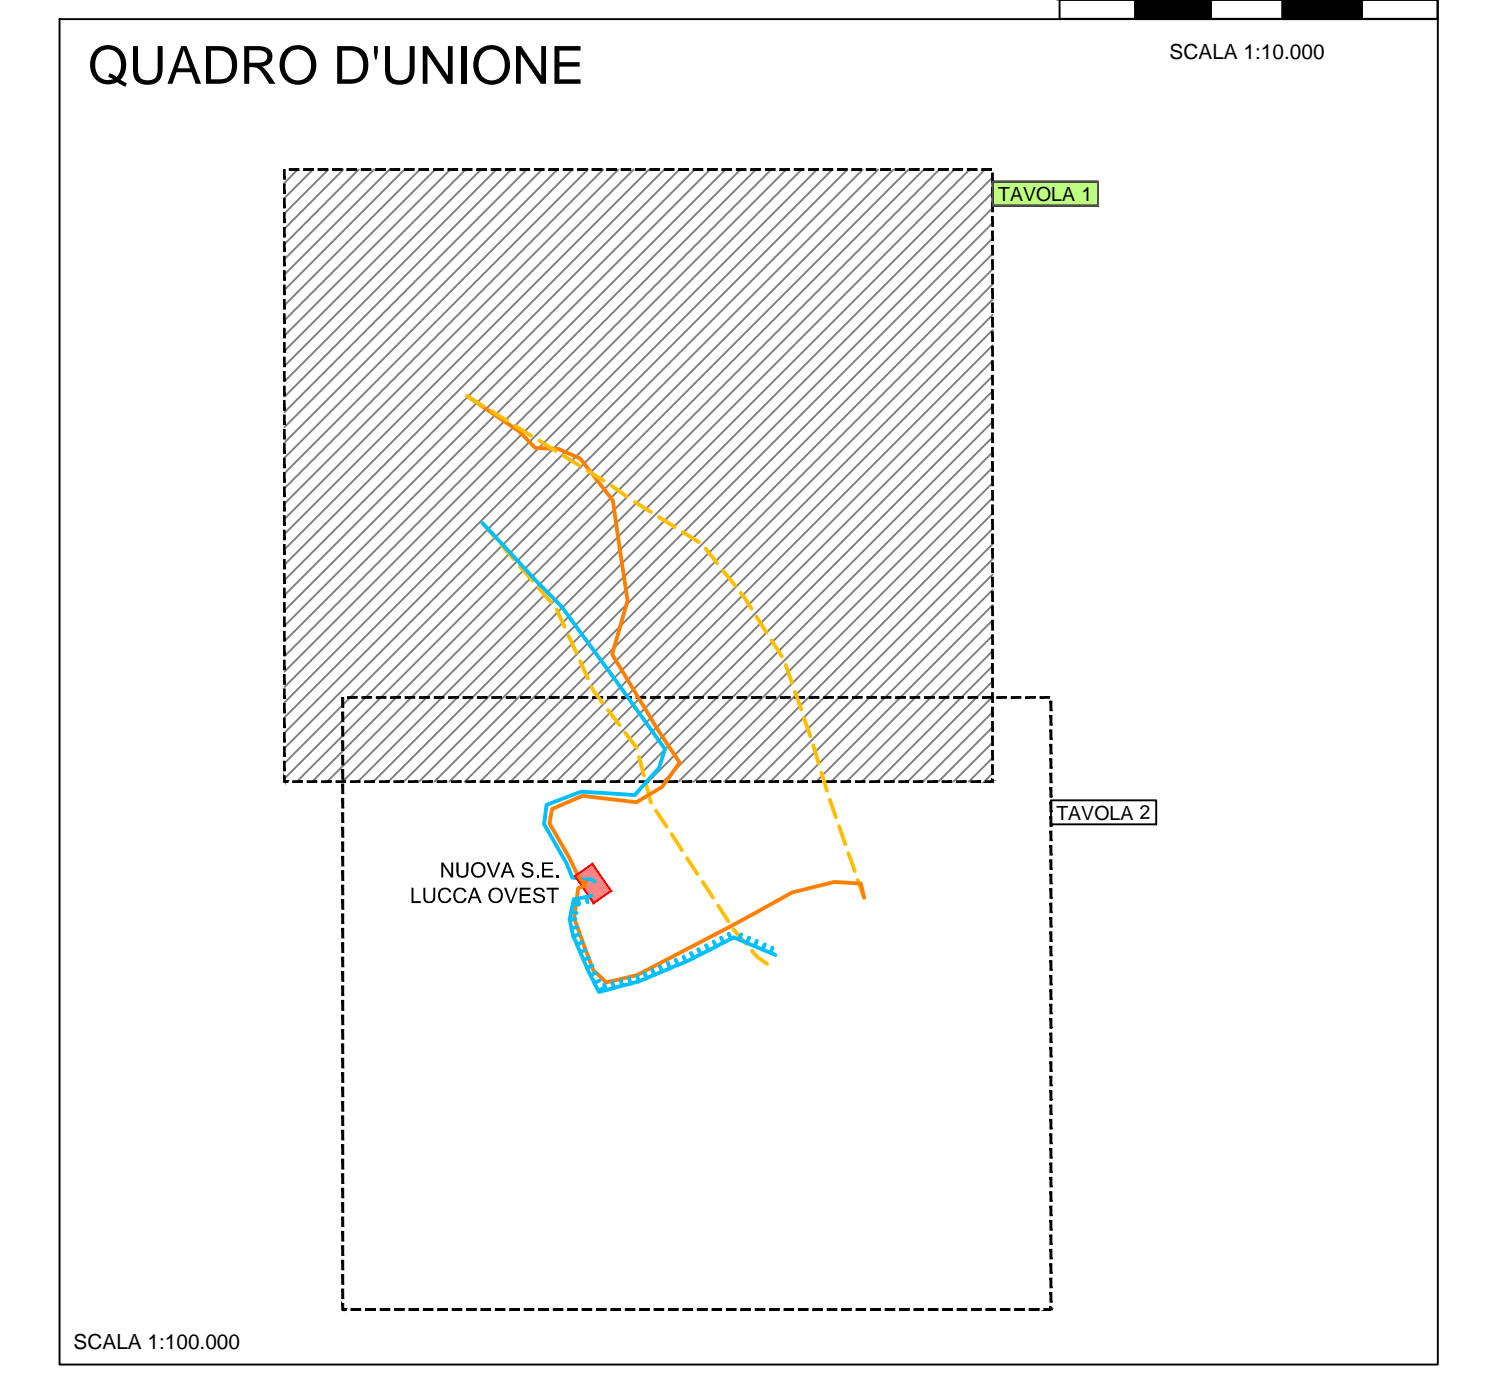 QUADRO D'UNIONE
SCALA 1:10.000
TAVOLA 1
TAVOLA 2
NUOVA S.E.
LUCCA OVEST
SCALA 1:100.000